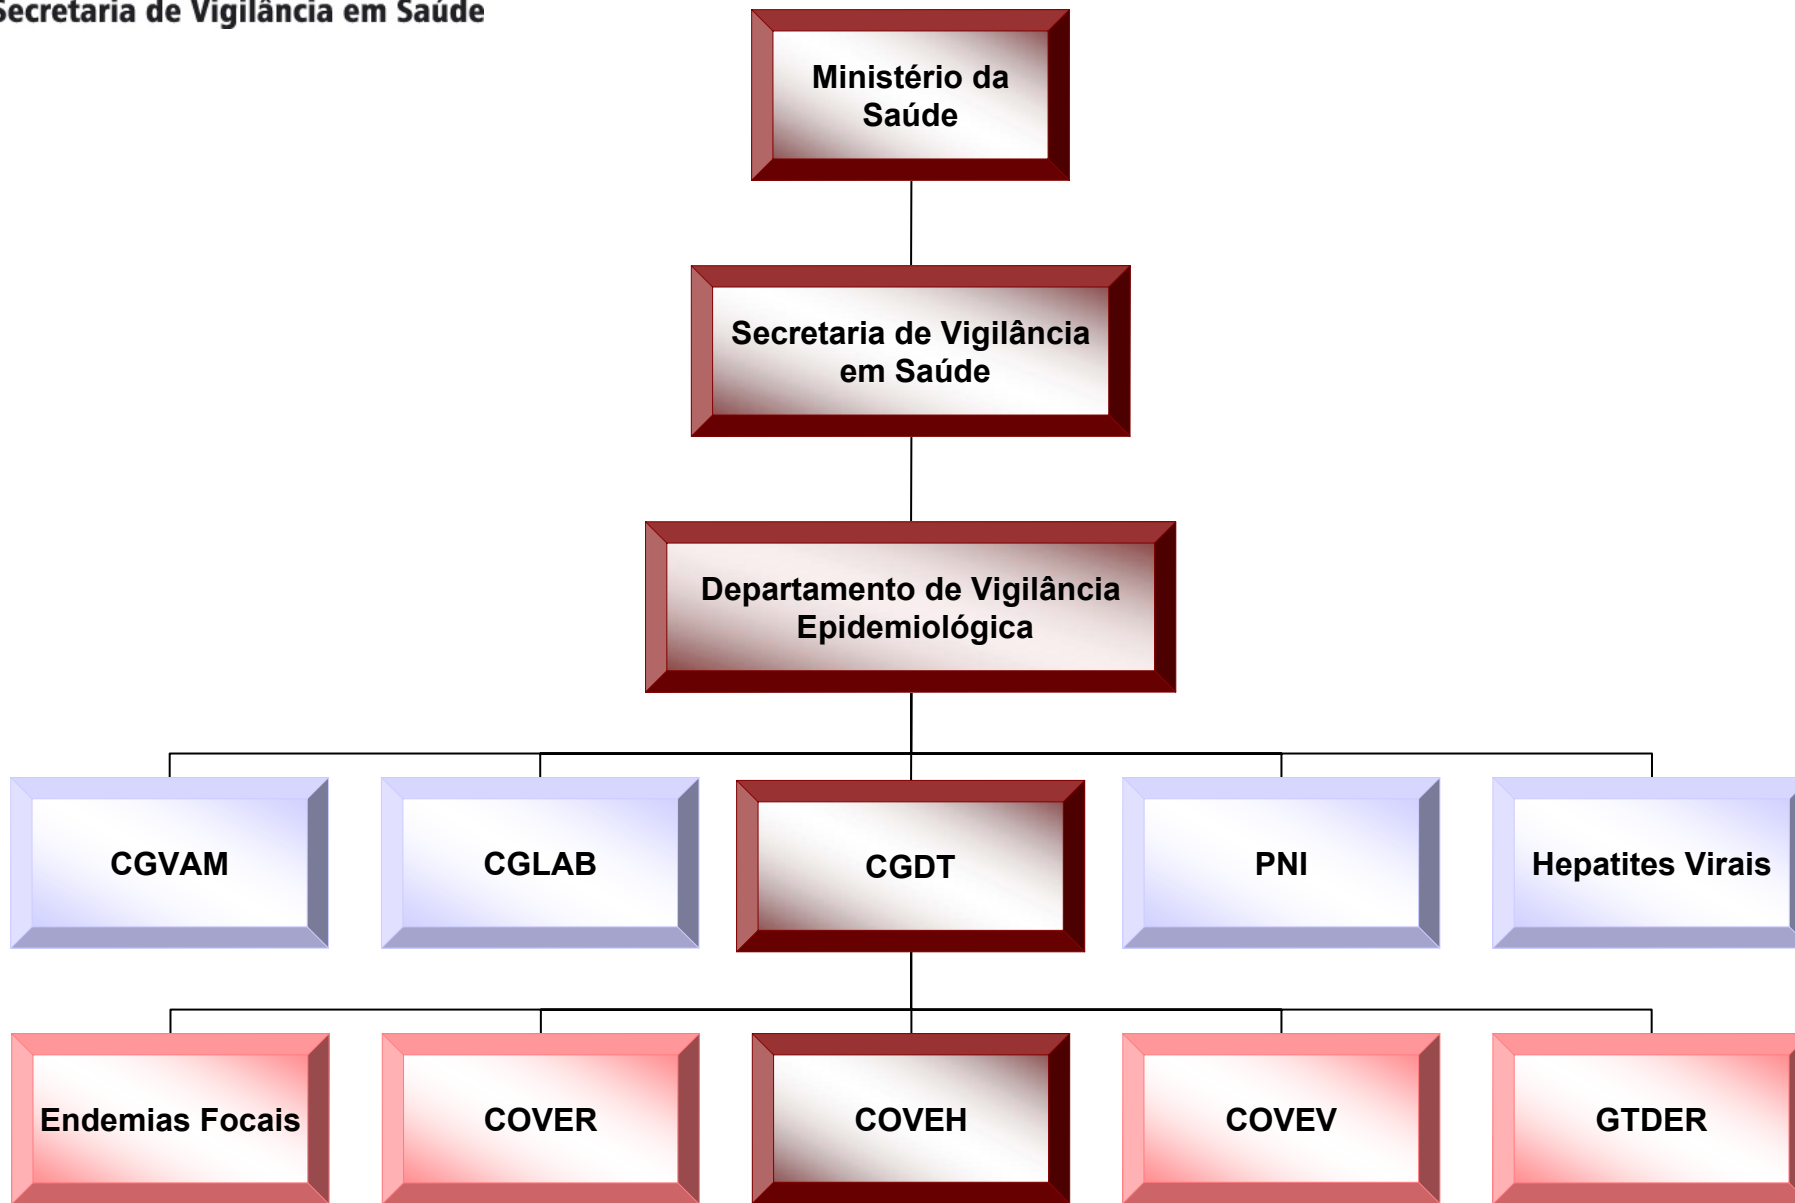 Secretaria de Vigilância em Saúde
Ministério da
Saúde
Secretaria de Vigilância
em Saúde
Departamento de Vigilância
Epidemiológica
CGVAM
CGLAB
CGDT
PNI
Hepatites Virais
Endemias Focais
COVER
COVEH
COVEV
GTDER